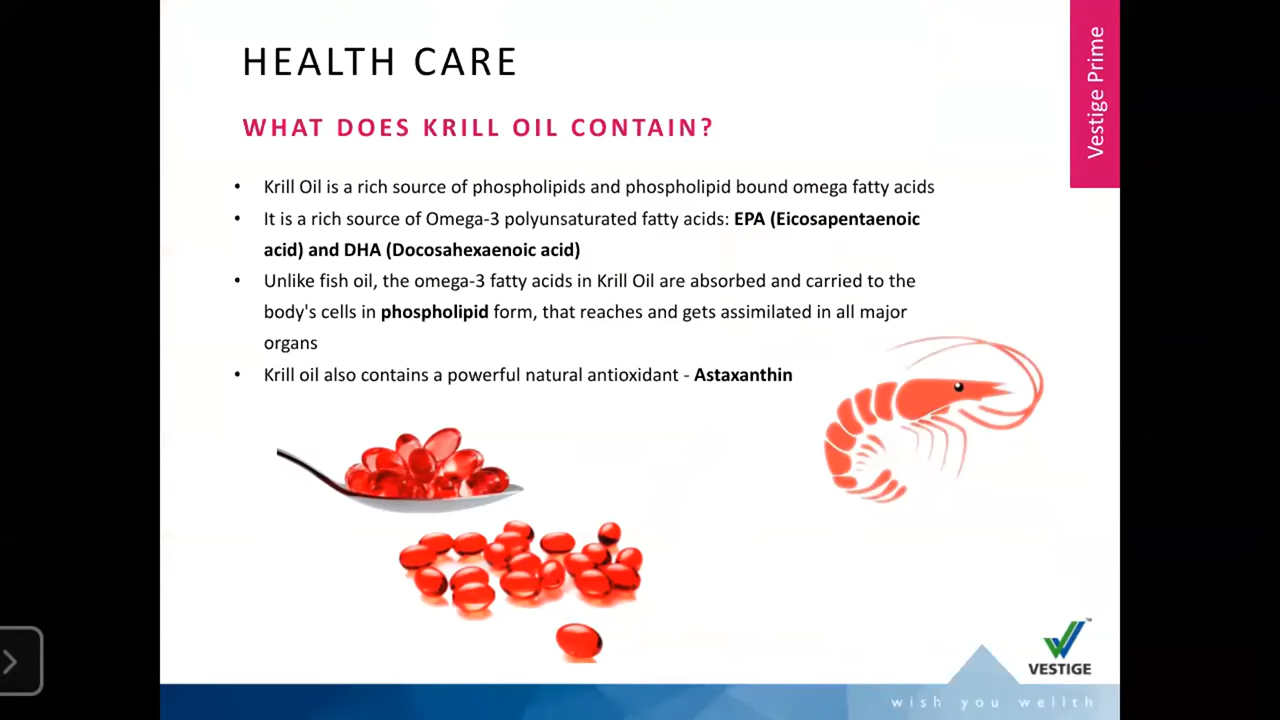 HEALTH CARE
Vestige Prime
WHAT DOES KRILL OIL CONTAIN?
• Krill Oil is a rich source of phospholipids and phospholipid bound omega fatty acids
• It is a rich source of Omega-3 polyunsaturated fatty acids: EPA (Eicosapentaenoic
acid) and DHA (Docosahexaenoic acid)
• Unlike fish oil, the omega-3 fatty acids in Krill Oil are absorbed and carried to the
body's cells in phospholipid form, that reaches and gets assimilated in all major
organs
• Krill oil also contains a powerful natural antioxidant - Astaxanthin
VESTIGE
wish you wellth